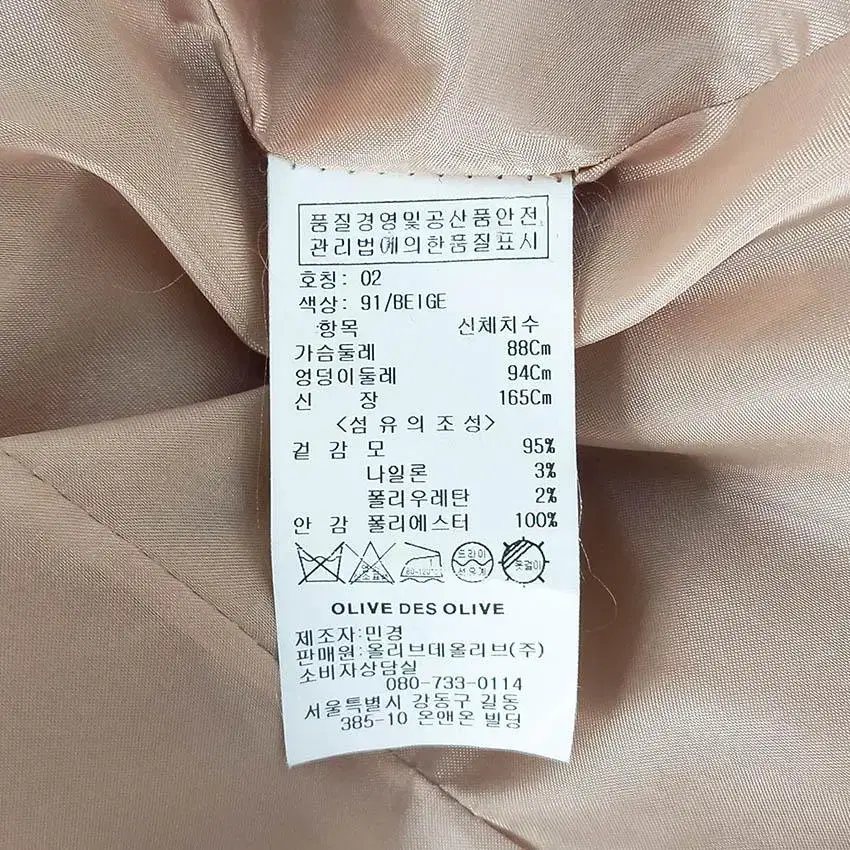 품질경영및공산품안전
관리법에의한품질표시
호칭: 02
색상: 91/BEIGE
항목 신체치수
가슴둘레 88Cm
엉덩이둘레 94Cm
신 장 165Cm
<섬유의조성>
겉 감 모 95%
나일론 3%
폴리우레탄 2%
안 감 폴리에스터 100%
드라이
옷걸이
OLIVE DES OLIVE
제조자:민경
판매원:올리브데올리브(주)
소비자상담실
080-733-0114
서울특별시 강동구 길동
385-10 온앤온 빌딩